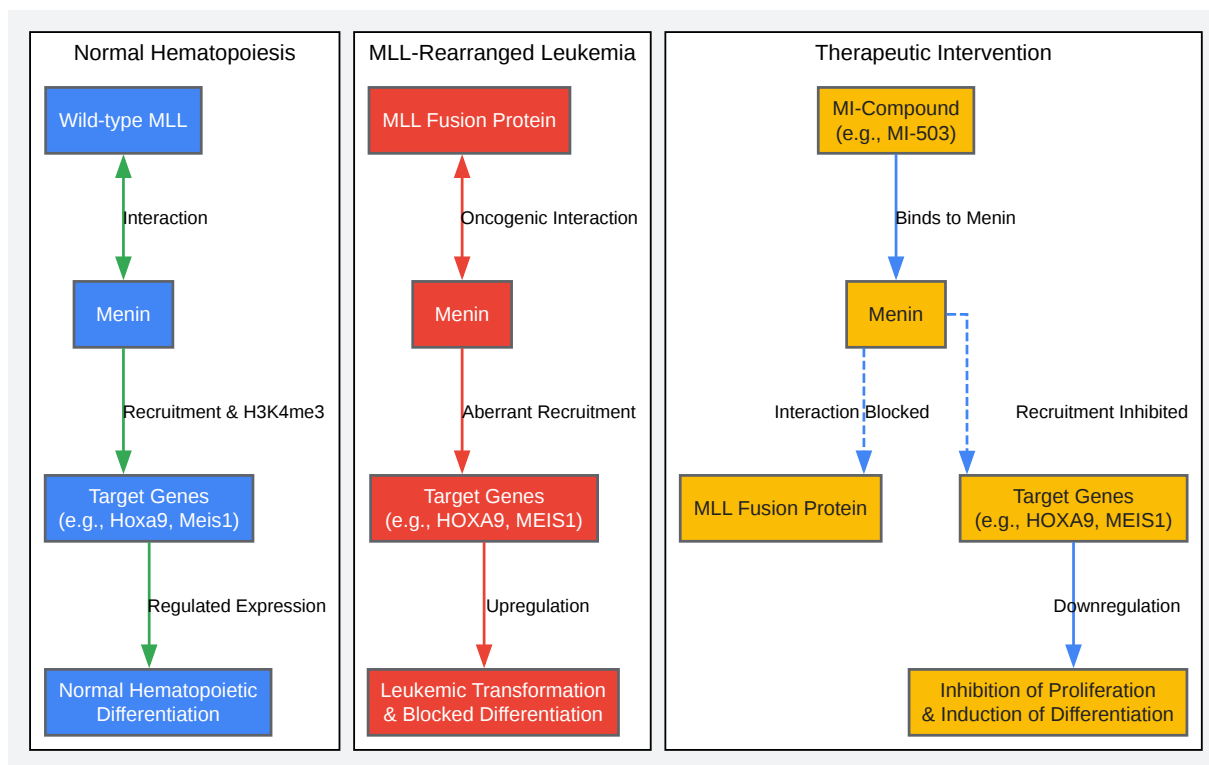 Normal Hematopoiesis
Wild-type MLL
Interaction
Menin
Recruitment & H3K4me3
Target Genes
(e.g., Hoxa9, Meis1)
Regulated Expression
Normal Hematopoietic
Differentiation
MLL-Rearranged Leukemia
MLL Fusion Protein
Oncogenic Interaction
Menin
Aberrant Recruitment
Target Genes
(e.g., HOXA9, MEIS1)
Upregulation
Leukemic Transformation
& Blocked Differentiation
Therapeutic Intervention
MI-Compound
(e.g., MI-503)
Binds to Menin
Menin
Interaction Blocked
Recruitment Inhibited
MLL Fusion Protein
Target Genes
(e.g., HOXA9, MEIS1)
Downregulation
Inhibition of Proliferation
& Induction of Differentiation